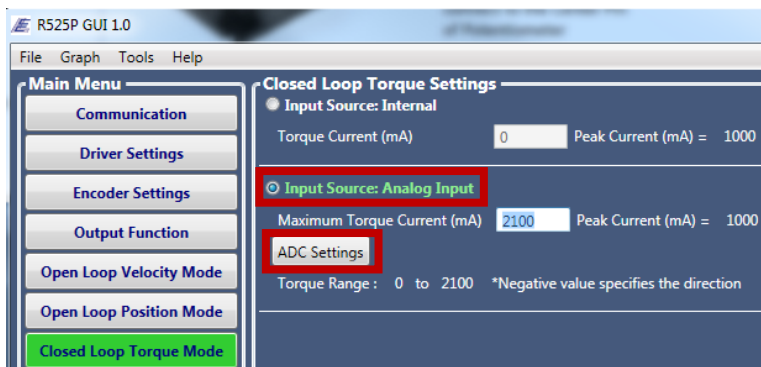 R525P GUI 1.0
File Graph Tools Help
Main Menu
Communication
Driver Settings
Encoder Settings
Output Function
Open Loop Velocity Mode
Open Loop Position Mode
Closed Loop Torque Mode
Closed Loop Torque Settings
Input Source: Internal
Torque Current (mA) 0 Peak Current (mA) = 1000
Input Source: Analog Input
Maximum Torque Current (mA) 2100 Peak Current (mA) = 1000
ADC Settings
Torque Range : 0 to 2100 *Negative value specifies the direction